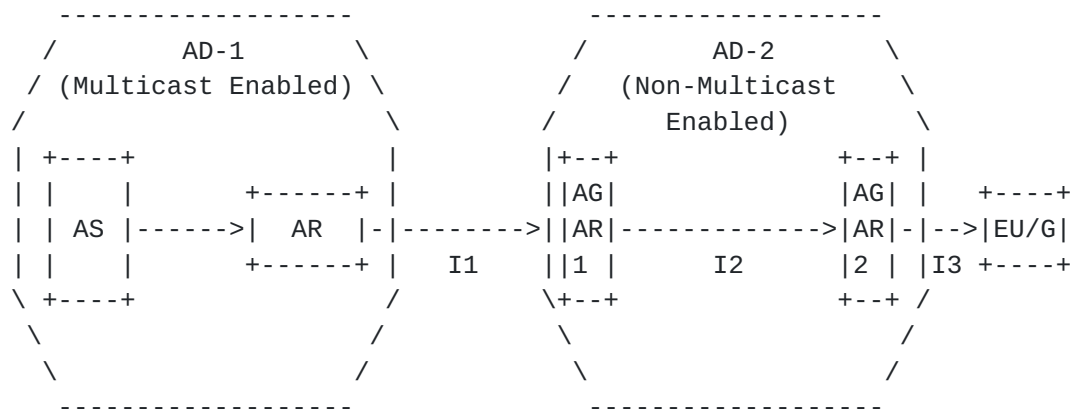 AD-1 AD-2
(Multicast Enabled) (Non-Multicast
Enabled)
AG AG
AS AR AR AR EU/G
I1 1 I2 2 I3